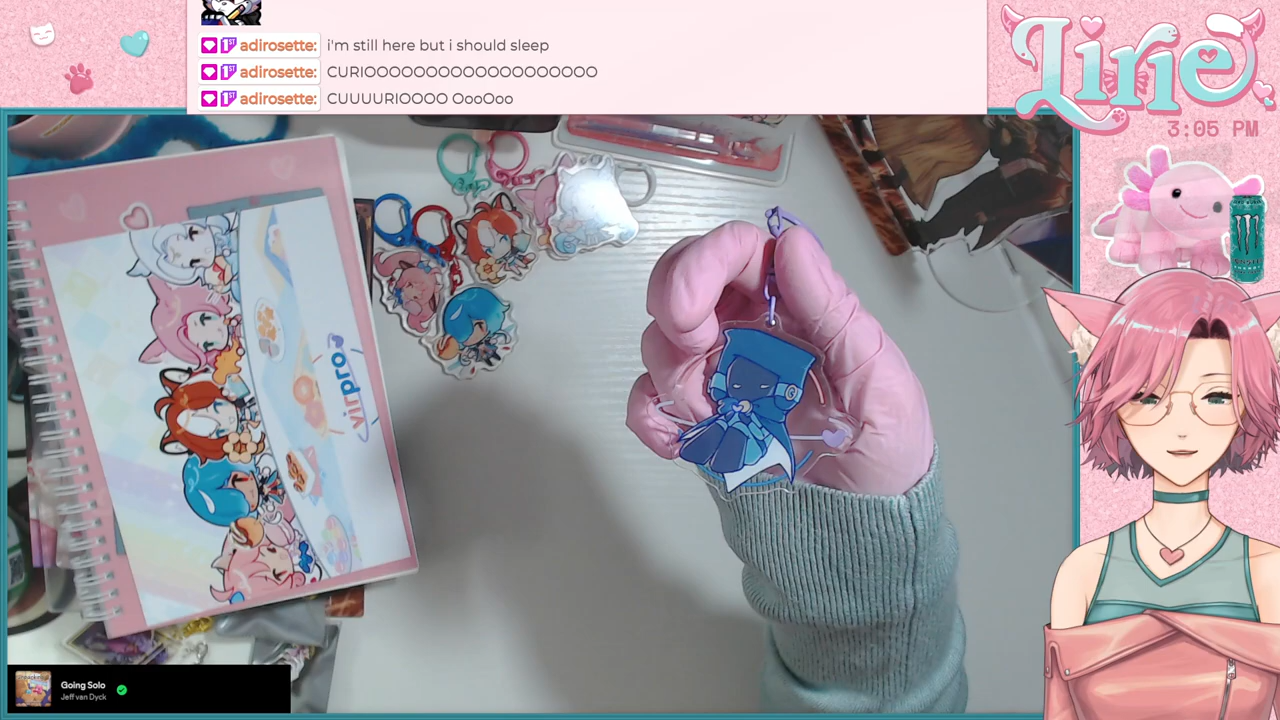 adirosette: i'm still here but i should sleep
adirosette: CURIOOOOOOOOOOOOOOOOOOO
adirosette: CUUUURIOOOO OooOoo
Lirie
3:05 PM
virpro
Going Solo
Jeff van Dyck